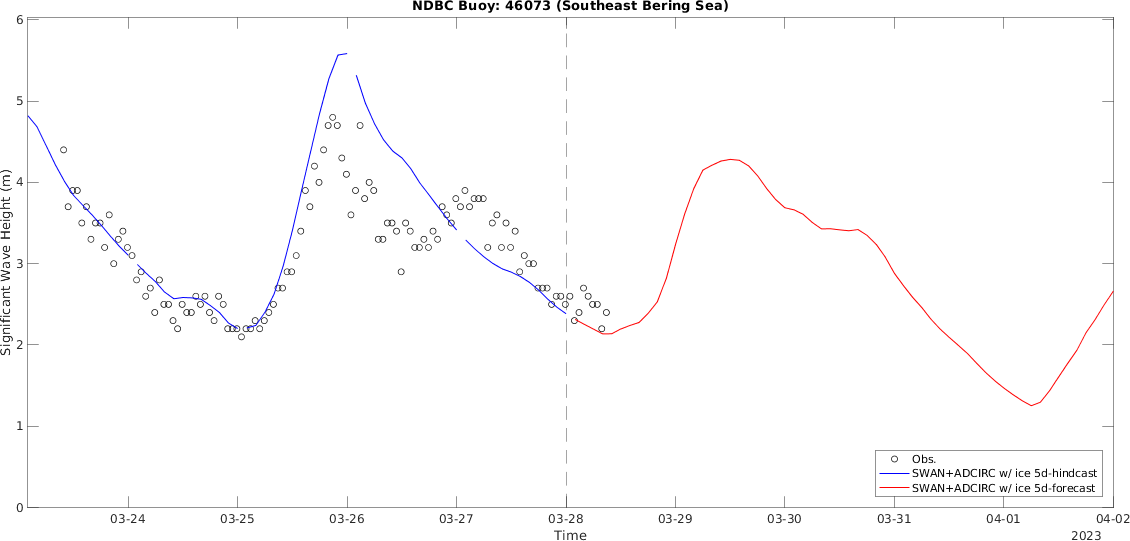 NDBC Buoy: 46073 (Southeast Bering Sea)
6
5
4
3
2
1
0
Significant Wave Height (m)
Obs.
SWAN+ADCIRC w/ ice 5d-hindcast
SWAN+ADCIRC w/ ice 5d-forecast
03-24 03-25 03-26 03-27 03-28 03-29 03-30 03-31 04-01 04-02
Time
2023